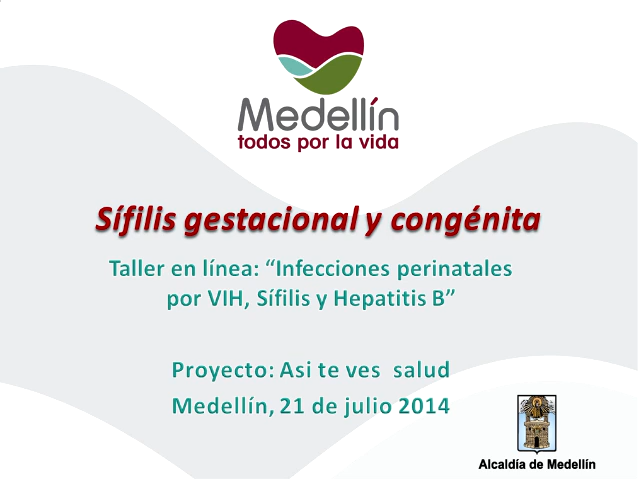 Medellín
todos por la vida
Sífilis gestacional y congénita
Taller en línea: “Infecciones perinatales
por VIH, Sífilis y Hepatitis B”
Proyecto: Asi te ves salud
Medellín, 21 de julio 2014
Alcaldía de Medellín